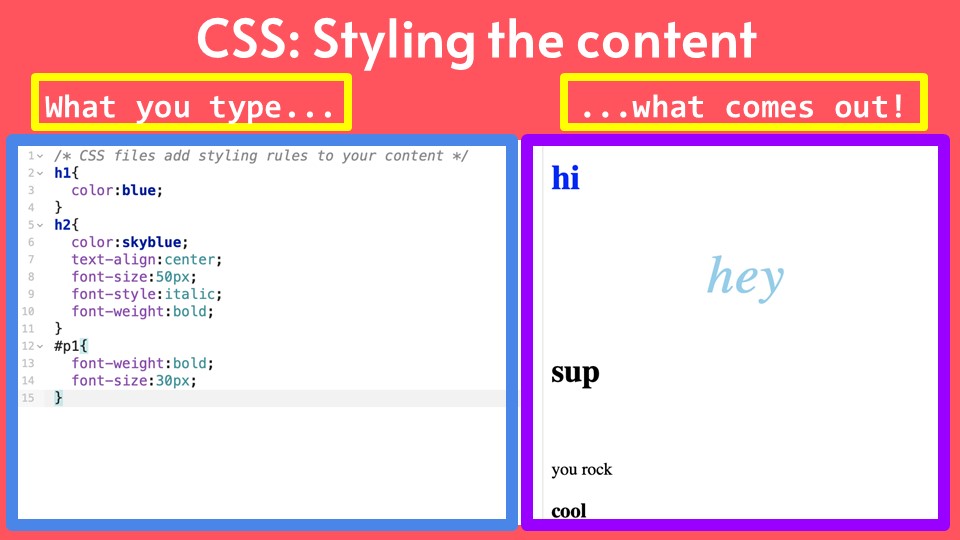 CSS: Styling the content
What you type...
...what comes out!
1 /* CSS files add styling rules to your content */
2 h1{
3   color:blue;
4 }
5 h2{
6   color:skyblue;
7   text-align:center;
8   font-size:50px;
9   font-style:italic;
10   font-weight:bold;
11 }
12 #p1{
13   font-weight:bold;
14   font-size:30px;
15 }
hi
hey
sup
you rock
cool